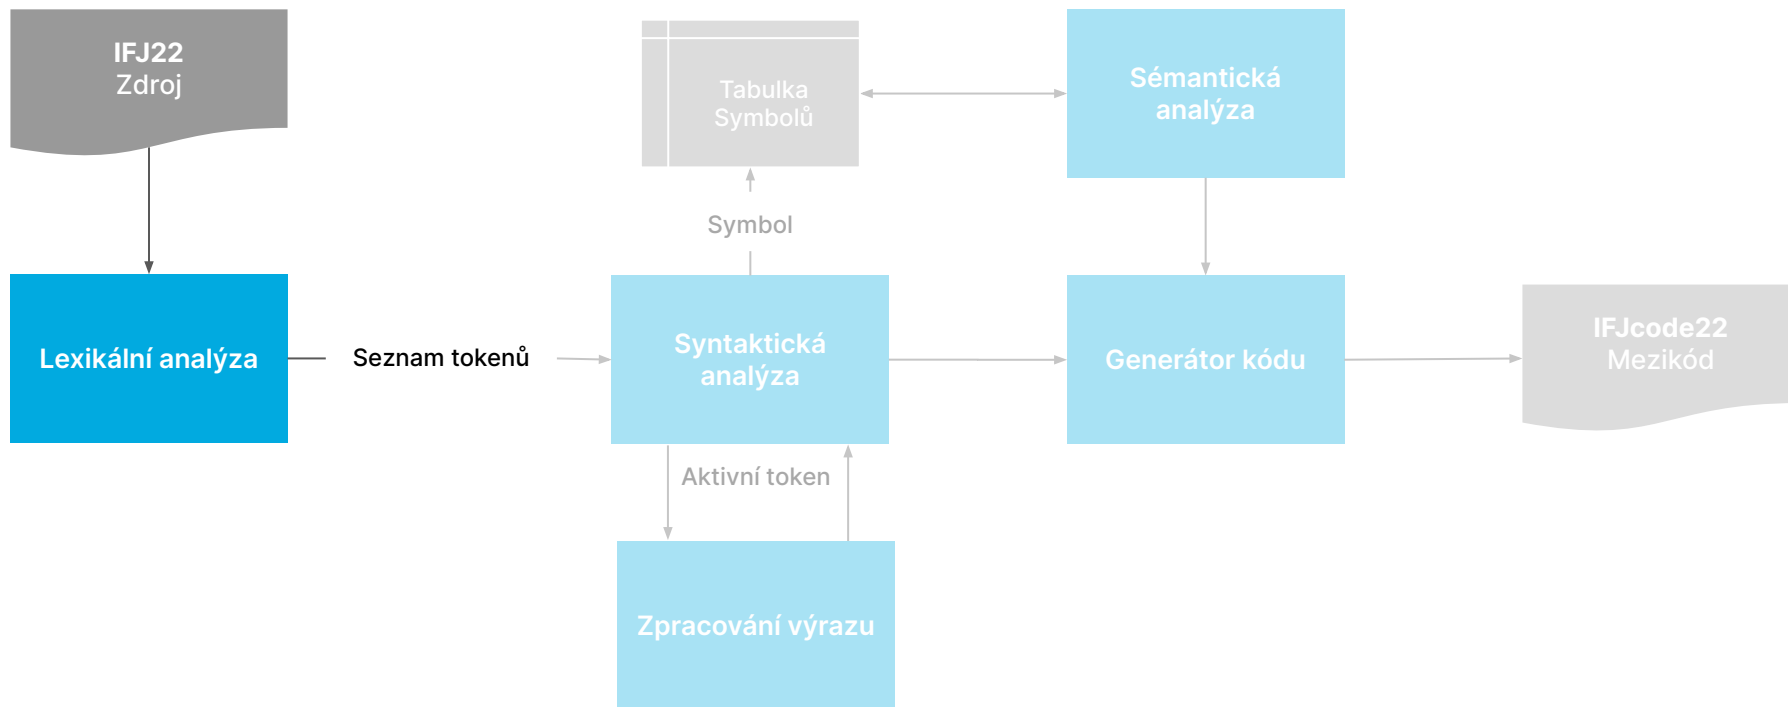 IFJ22
Zdroj
Tabulka
Symbolů
Sémantická
analýza
Symbol
Lexikální analýza
Seznam tokenů
Syntaktická
analýza
Generátor kódu
IFJcode22
Mezikód
Aktivní token
Zpracování výrazu